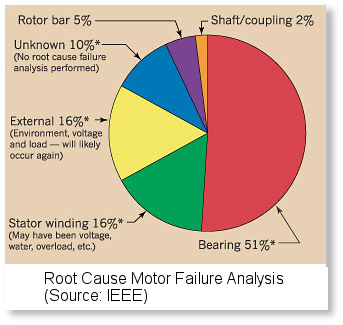 Rotor bar 5%
Shaft/coupling 2%
Unknown 10%*
(No root cause failure
analysis performed)
External 16%*
(Environment, voltage
and load — will likely
occur again)
Stator winding 16%*
(May have been voltage,
water, overload, etc.)
Bearing 51%*
Root Cause Motor Failure Analysis
(Source: IEEE)